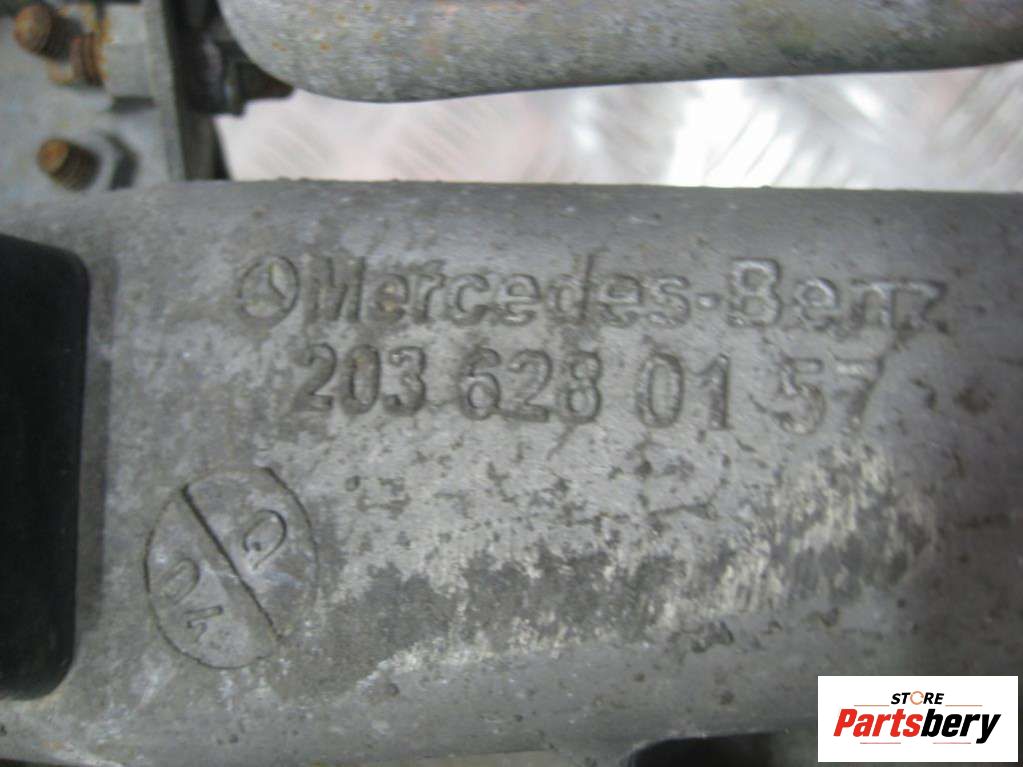 Mercedes-Benz
203 628 01 57
STORE
Partsbery